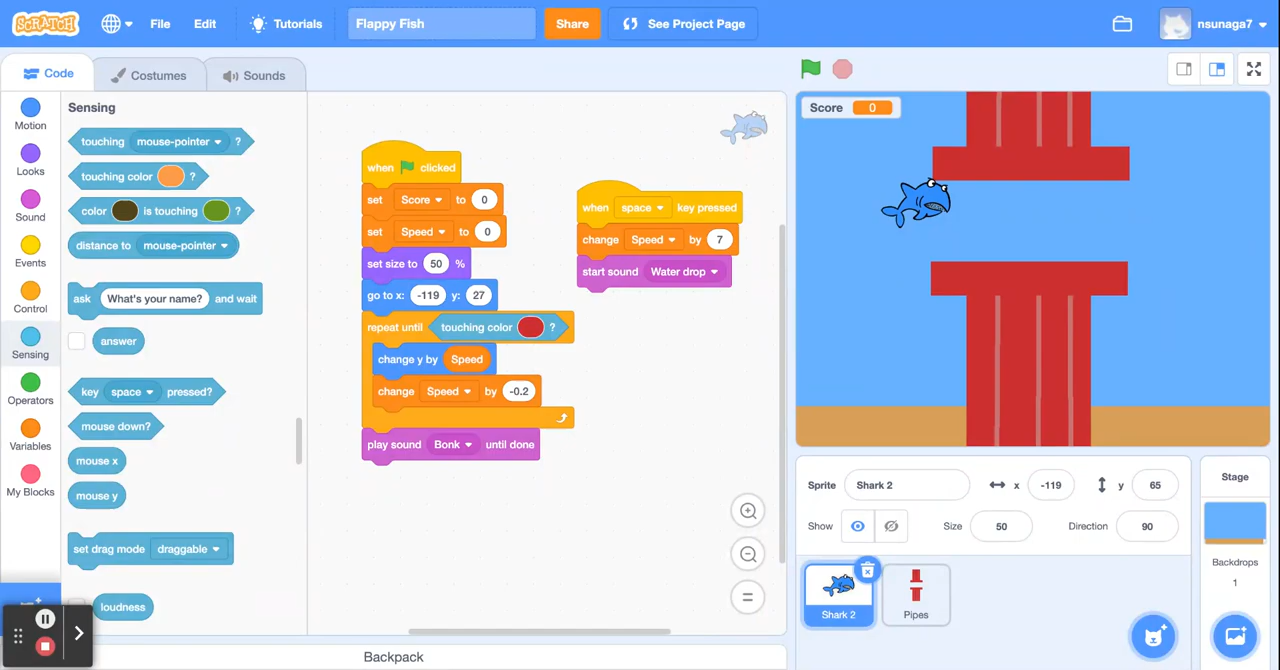 SCRATCH File Edit Tutorials Flappy Fish Share See Project Page nsunaga7
Code Costumes Sounds
Motion
Looks
Sound
Events
Control
Sensing
Operators
Variables
My Blocks
Sensing
touching mouse-pointer ?
touching color ?
color is touching ?
distance to mouse-pointer
ask What's your name? and wait
answer
key space pressed?
mouse down?
mouse x
mouse y
set drag mode draggable
loudness
when clicked
set Score to 0
set Speed to 0
set size to 50 %
go to x: -119 y: 27
repeat until touching color ?
change y by Speed
change Speed by -0.2
play sound Bonk until done
when space key pressed
change Speed by 7
start sound Water drop
Backpack
Score 0
Sprite Shark 2 x -119 y 65
Show Size 50 Direction 90
Shark 2
Pipes
Stage
Backdrops
1